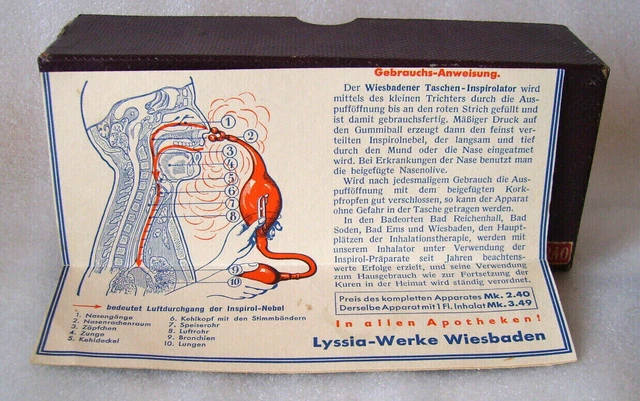 Gebrauchs-Anweisung.
Der Wiesbadener Taschen-Inspirolator wird
mittels des kleinen Trichters durch die Aus-
pufföffnung bis an den roten Strich gefüllt und
ist damit gebrauchsfertig. Mäßiger Druck auf
den Gummiball erzeugt dann den feinst ver-
teilten Inspirolnebel, der langsam und tief
durch den Mund oder die Nase eingeatmet
wird. Bei Erkrankungen der Nase benutzt man
die beigefügte Nasenolive.
Wird nach jedesmaligem Gebrauch die Aus-
pufföffnung mit dem beigefügten Kork-
pfropfen gut verschlossen, so kann der Apparat
ohne Gefahr in der Tasche getragen werden.
In den Badeorten Bad Reichenhall, Bad
Soden, Bad Ems und Wiesbaden, den Haupt-
plätzen der Inhalationstherapie, werden mit
unserem Inhalator unter Verwendung der
Inspirol-Präparate seit Jahren beachtens-
werte Erfolge erzielt, und seine Verwendung
zum Hausgebrauch wie zur Fortsetzung der
Kuren in der Heimat wird ständig verordnet.
Preis des kompletten Apparates Mk. 2.40
Derselbe Apparat mit 1 Fl. Inhalat Mk. 3.49
In allen Apotheken!
Lyssia-Werke Wiesbaden
1
2
3
4
5
6
7
8
9
10
bedeutet Luftdurchgang der Inspirol-Nebel
1. Nasengänge
2. Nasenrachenraum
3. Zäpfchen
4. Zunge
5. Kehldeckel
6. Kehlkopf mit den Stimmbändern
7. Speiserohr
8. Luftrohr
9. Bronchien
10. Lungen